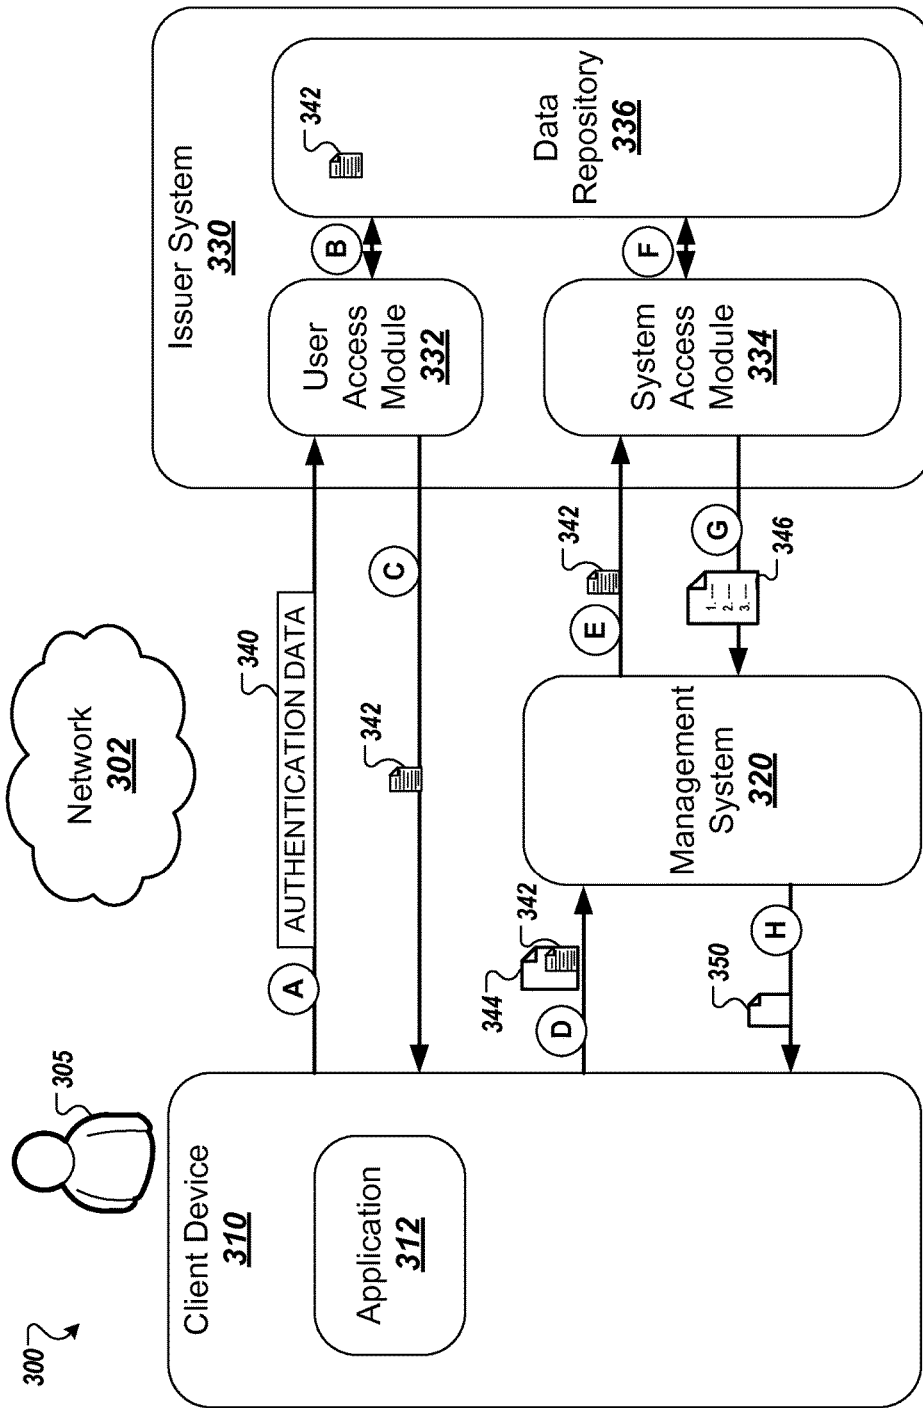 300
305
Client Device
310
Application
312
Network
302
A
AUTHENTICATION DATA
340
342
C
D
344
342
H
350
Management
System
320
E
342
G
1. ----
2. ----
3. ----
346
Issuer System
330
User
Access
Module
332
B
System
Access
Module
334
F
342
Data
Repository
336